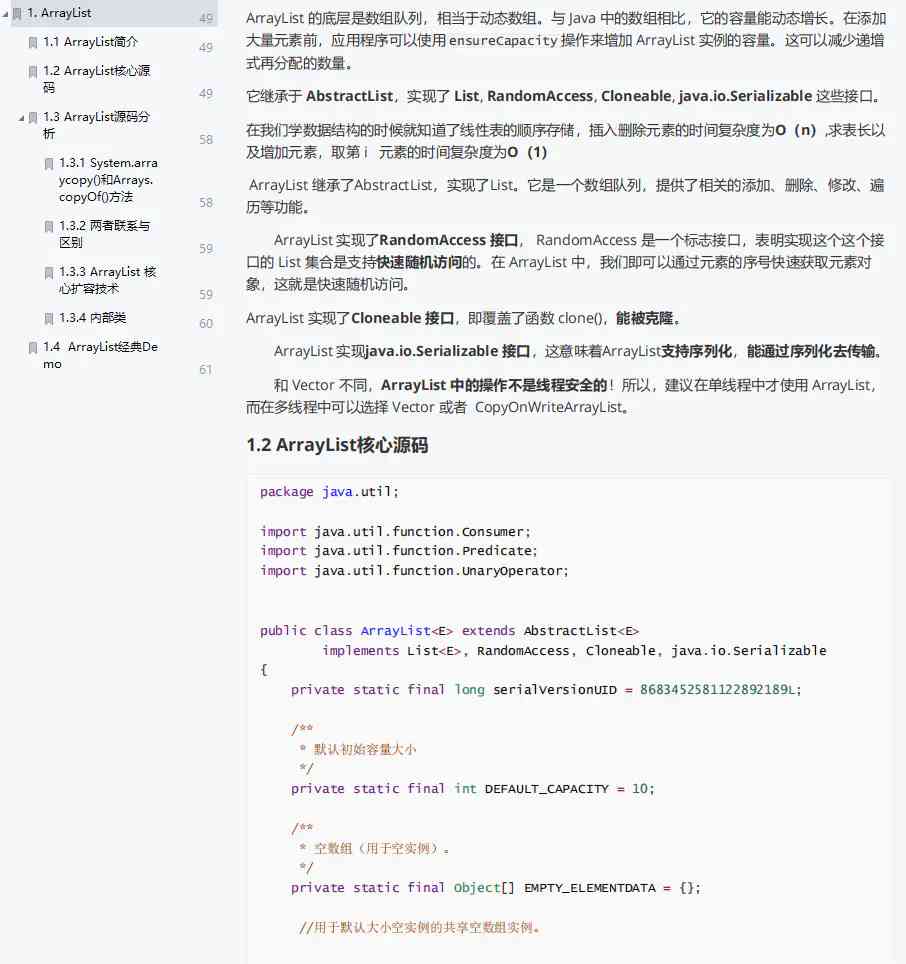 1. ArrayList 49
1.1 ArrayList简介 49
1.2 ArrayList核心源
码 49
1.3 ArrayList源码分
析 58
1.3.1 System.arra
ycopy()和Arrays.
copyOf()方法 58
1.3.2 两者联系与
区别 59
1.3.3 ArrayList 核
心扩容技术 59
1.3.4 内部类 60
1.4 ArrayList经典De
mo 61
ArrayList 的底层是数组队列，相当于动态数组。与 Java 中的数组相比，它的容量能动态增长。在添加
大量元素前，应用程序可以使用 ensureCapacity 操作来增加 ArrayList 实例的容量。这可以减少递增
式再分配的数量。
它继承于 AbstractList，实现了 List, RandomAccess, Cloneable, java.io.Serializable 这些接口。
在我们学数据结构的时候就知道了线性表的顺序存储，插入删除元素的时间复杂度为O（n）,求表长以
及增加元素，取第 i 元素的时间复杂度为O（1）
ArrayList 继承了AbstractList，实现了List。它是一个数组队列，提供了相关的添加、删除、修改、遍
历等功能。
ArrayList 实现了RandomAccess 接口， RandomAccess 是一个标志接口，表明实现这个这个接
口的 List 集合是支持快速随机访问的。在 ArrayList 中，我们即可以通过元素的序号快速获取元素对
象，这就是快速随机访问。
ArrayList 实现了Cloneable 接口，即覆盖了函数 clone()，能被克隆。
ArrayList 实现java.io.Serializable 接口，这意味着ArrayList支持序列化，能通过序列化去传输。
和 Vector 不同，ArrayList 中的操作不是线程安全的！所以，建议在单线程中才使用 ArrayList，
而在多线程中可以选择 Vector 或者 CopyOnWriteArrayList。
1.2 ArrayList核心源码
package java.util;
import java.util.function.Consumer;
import java.util.function.Predicate;
import java.util.function.UnaryOperator;
public class ArrayList<E> extends AbstractList<E>
implements List<E>, RandomAccess, Cloneable, java.io.Serializable
{
private static final long serialVersionUID = 8683452581122892189L;
/**
* 默认初始容量大小
*/
private static final int DEFAULT_CAPACITY = 10;
/**
* 空数组（用于空实例）。
*/
private static final Object[] EMPTY_ELEMENTDATA = {};
//用于默认大小空实例的共享空数组实例。